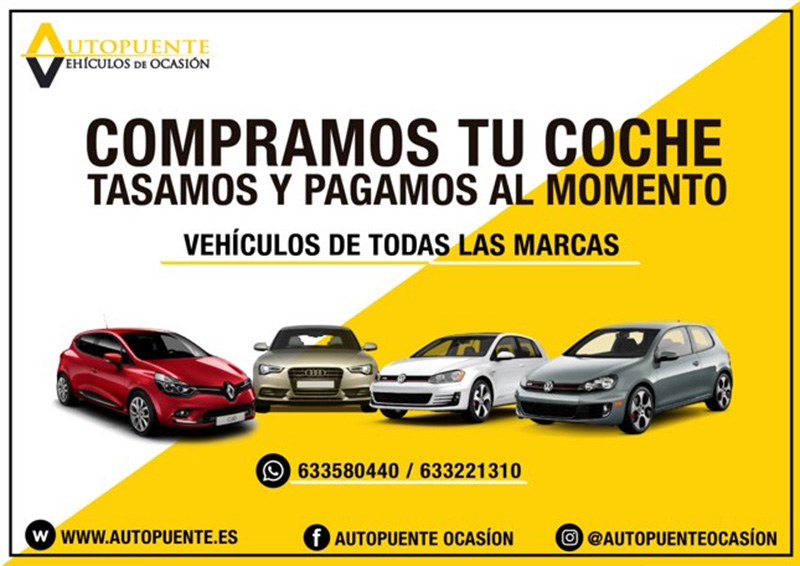 AUTOPUENTE
VEHÍCULOS DE OCASIÓN
COMPRAMOS TU COCHE
TASAMOS Y PAGAMOS AL MOMENTO
VEHÍCULOS DE TODAS LAS MARCAS
633580440 / 633221310
W WWW.AUTOPUENTE.ES
f AUTOPUENTE OCASÍON
@AUTOPUENTEOCASÍON